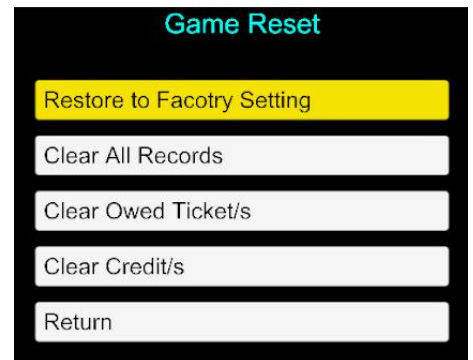 Game Reset
Restore to Facotry Setting
Clear All Records
Clear Owed Ticket/s
Clear Credit/s
Return